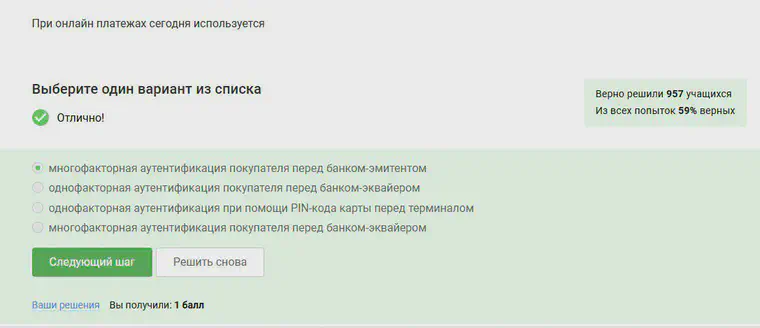 При онлайн платежах сегодня используется
Выберите один вариант из списка
Отлично!
Верно решили 957 учащихся
Из всех попыток 59% верных
многофакторная аутентификация покупателя перед банком-эмитентом
однофакторная аутентификация покупателя перед банком-эквайером
однофакторная аутентификация при помощи PIN-кода карты перед терминалом
многофакторная аутентификация покупателя перед банком-эквайером
Следующий шаг Решить снова
Ваши решения Вы получили: 1 балл